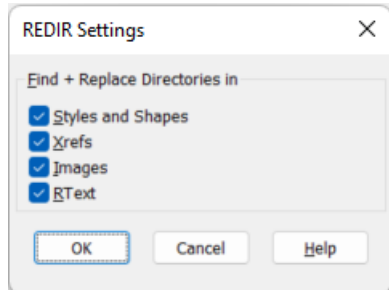 REDIR Settings
Find + Replace Directories in
Styles and Shapes
Xrefs
Images
RText
OK Cancel Help